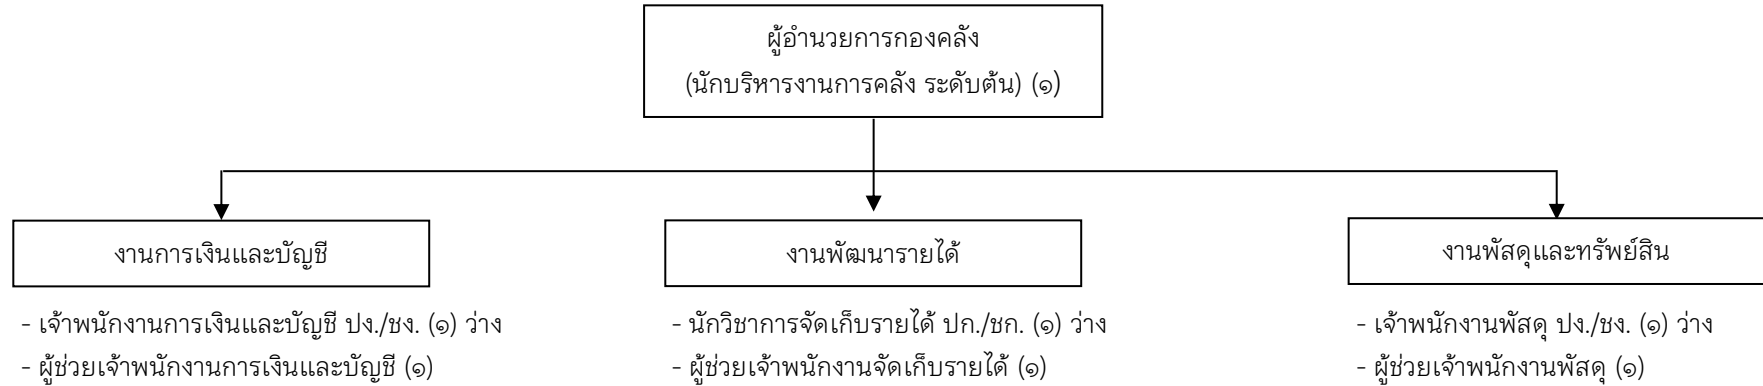 ผู้อำนวยการกองคลัง
(นักบริหารงานการคลัง ระดับต้น) (๑)
งานการเงินและบัญชี
- เจ้าพนักงานการเงินและบัญชี ปง./ชง. (๑) ว่าง
- ผู้ช่วยเจ้าพนักงานการเงินและบัญชี (๑)
งานพัฒนารายได้
- นักวิชาการจัดเก็บรายได้ ปก./ชก. (๑) ว่าง
- ผู้ช่วยเจ้าพนักงานจัดเก็บรายได้ (๑)
งานพัสดุและทรัพย์สิน
- เจ้าพนักงานพัสดุ ปง./ชง. (๑) ว่าง
- ผู้ช่วยเจ้าพนักงานพัสดุ (๑)